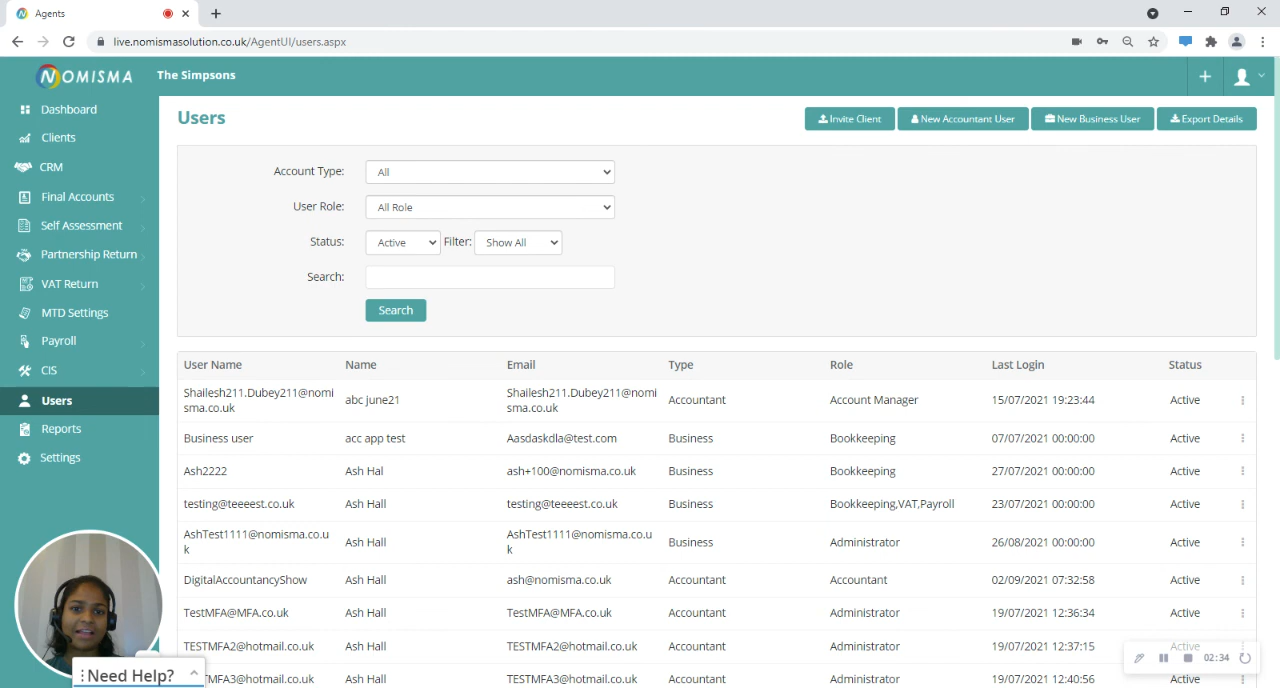 Agents
live.nomismasolution.co.uk/AgentUI/users.aspx
NOMISMA
The Simpsons
Dashboard
Clients
CRM
Final Accounts
Self Assessment
Partnership Return
VAT Return
MTD Settings
Payroll
CIS
Users
Reports
Settings
Users
Invite Client New Accountant User New Business User Export Details
Account Type: All
User Role: All Role
Status: Active Filter: Show All
Search:
Search
User Name Name Email Type Role Last Login Status
Shailesh211.Dubey211@nomi
sma.co.uk abc june21 Shailesh211.Dubey211@nomi
sma.co.uk Accountant Account Manager 15/07/2021 19:23:44 Active
Business user acc app test Aasdaskdla@test.com Business Bookkeeping 07/07/2021 00:00:00 Active
Ash2222 Ash Hal ash+100@nomisma.co.uk Business Bookkeeping 27/07/2021 00:00:00 Active
testing@teeeest.co.uk Ash Hall testing@teeeest.co.uk Business Bookkeeping,VAT,Payroll 23/07/2021 00:00:00 Active
AshTest1111@nomisma.co.u
k Ash Hall AshTest1111@nomisma.co.u
k Business Administrator 26/08/2021 00:00:00 Active
DigitalAccountancyShow Ash Hall ash@nomisma.co.uk Accountant Accountant 02/09/2021 07:32:58 Active
TestMFA@MFA.co.uk Ash Hall TestMFA@MFA.co.uk Accountant Administrator 19/07/2021 12:36:34 Active
TESTMFA2@hotmail.co.uk Ash Hall TESTMFA2@hotmail.co.uk Accountant Administrator 19/07/2021 12:37:15 Active
TESTMFA3@hotmail.co.uk Ash Hall TESTMFA3@hotmail.co.uk Accountant Administrator 19/07/2021 12:40:56 Active
02:34
Need Help?